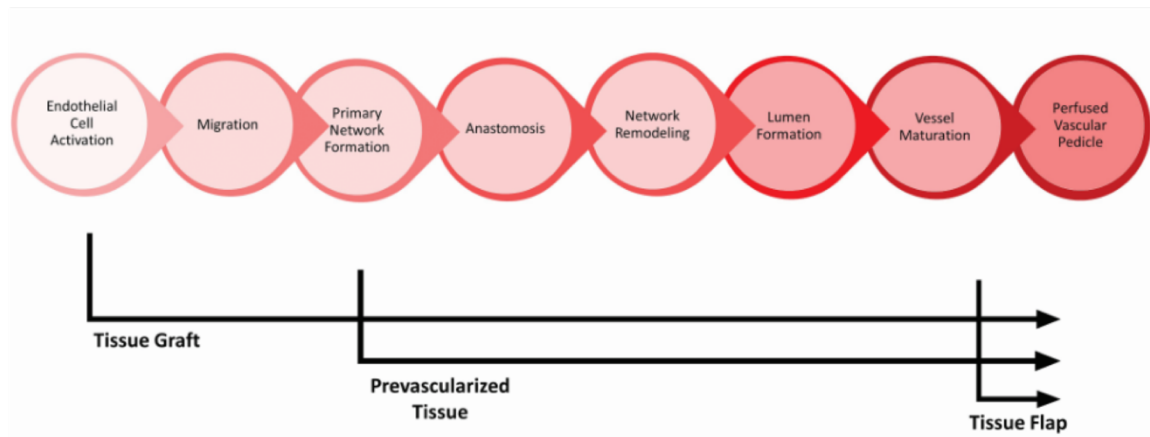 Endothelial
Cell
Activation
Migration
Primary
Network
Formation
Anastomosis
Network
Remodeling
Lumen
Formation
Vessel
Maturation
Perfused
Vascular
Pedicle
Tissue Graft
Prevascularized
Tissue
Tissue Flap